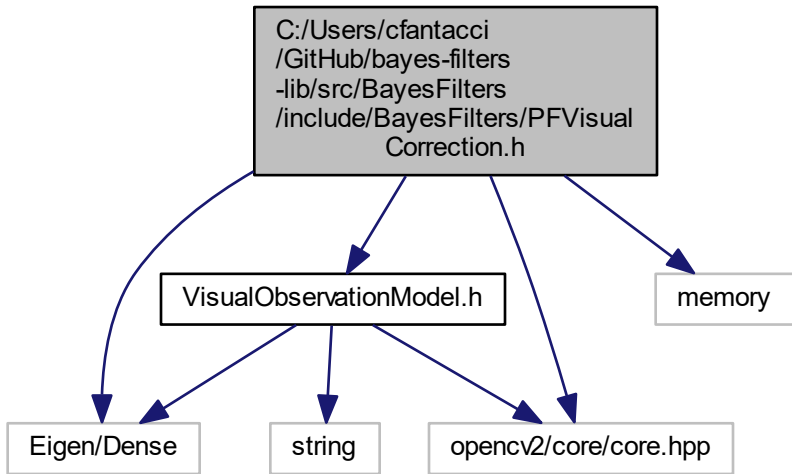 C:/Users/cfantacci
/GitHub/bayes-filters
-lib/src/BayesFilters
/include/BayesFilters/PFVisual
Correction.h
VisualObservationModel.h
memory
Eigen/Dense
string
opencv2/core/core.hpp